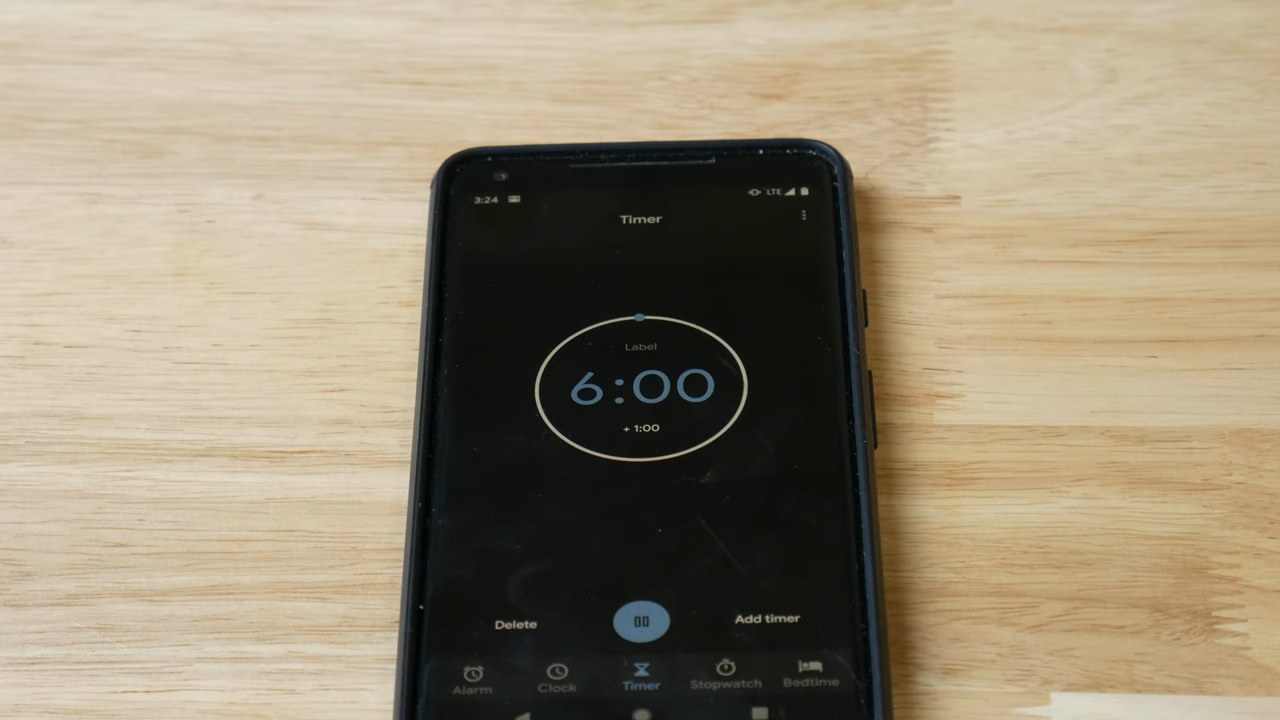 3:24 LTE
Timer
Label
6:00
+ 1:00
Delete Add timer
Alarm Clock Timer Stopwatch Bedtime